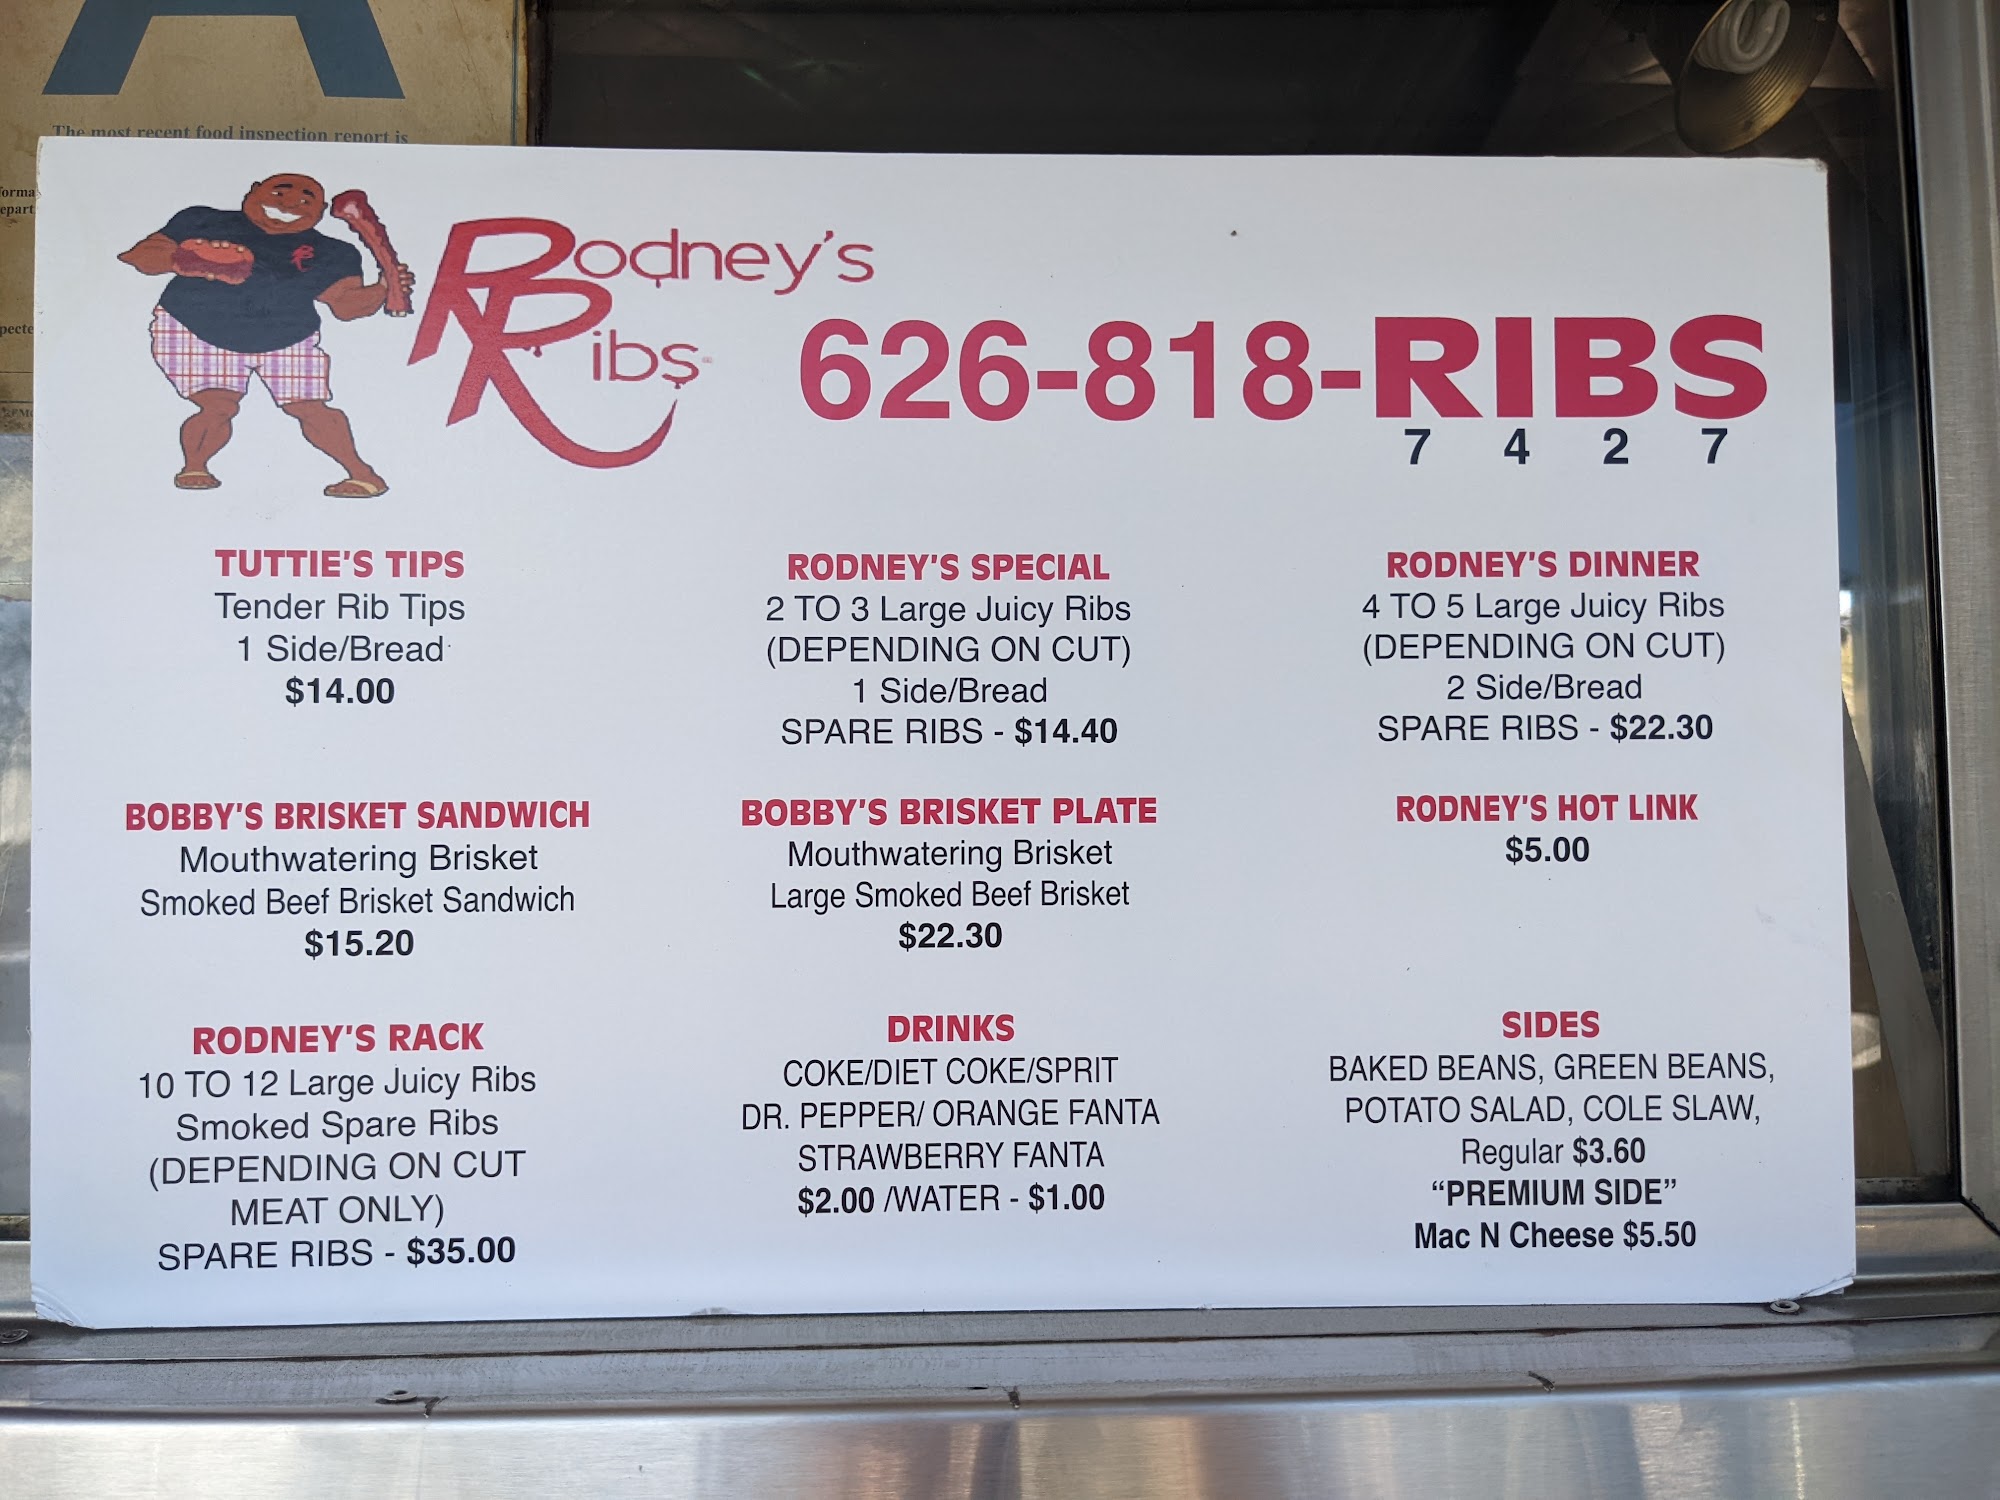 A
The most recent food inspection report is
Rodney's
Ribs
626-818-RIBS
7 4 2 7
TUTTIE'S TIPS
Tender Rib Tips
1 Side/Bread
$14.00
RODNEY'S SPECIAL
2 TO 3 Large Juicy Ribs
(DEPENDING ON CUT)
1 Side/Bread
SPARE RIBS - $14.40
RODNEY'S DINNER
4 TO 5 Large Juicy Ribs
(DEPENDING ON CUT)
2 Side/Bread
SPARE RIBS - $22.30
BOBBY'S BRISKET SANDWICH
Mouthwatering Brisket
Smoked Beef Brisket Sandwich
$15.20
BOBBY'S BRISKET PLATE
Mouthwatering Brisket
Large Smoked Beef Brisket
$22.30
RODNEY'S HOT LINK
$5.00
RODNEY'S RACK
10 TO 12 Large Juicy Ribs
Smoked Spare Ribs
(DEPENDING ON CUT
MEAT ONLY)
SPARE RIBS - $35.00
DRINKS
COKE/DIET COKE/SPRIT
DR. PEPPER/ ORANGE FANTA
STRAWBERRY FANTA
$2.00 /WATER - $1.00
SIDES
BAKED BEANS, GREEN BEANS,
POTATO SALAD, COLE SLAW,
Regular $3.60
“PREMIUM SIDE”
Mac N Cheese $5.50